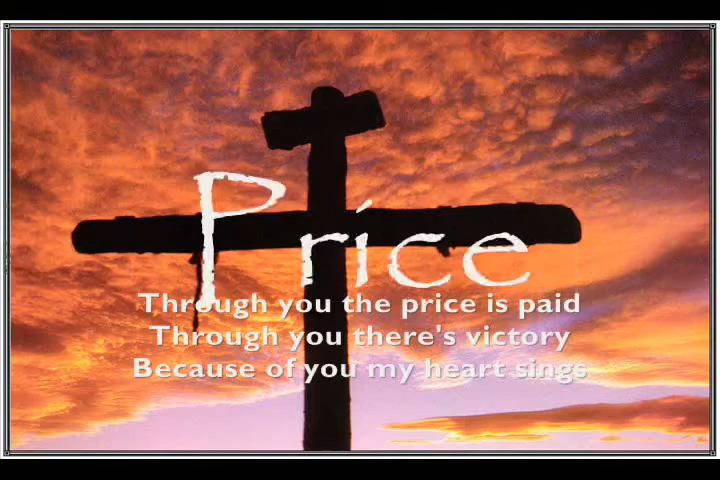 Price
Through you the price is paid
Through you there's victory
Because of you my heart sings